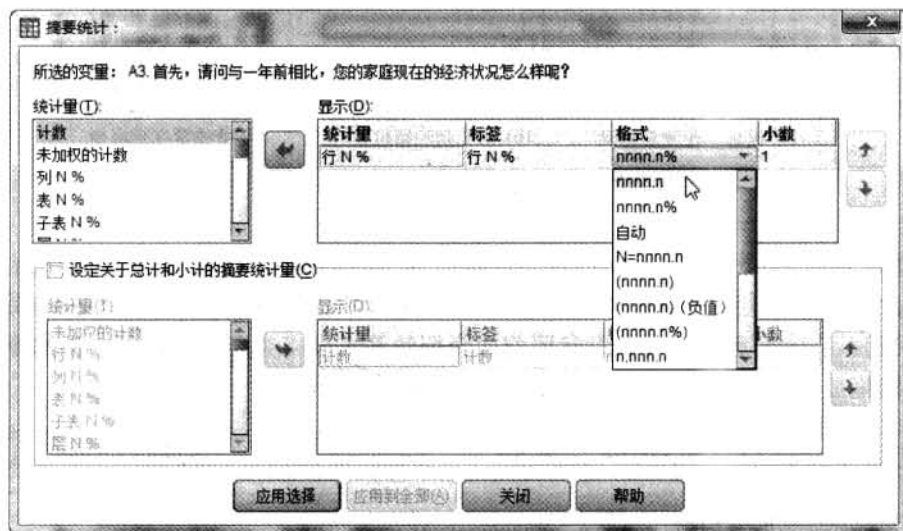 摘要统计:
所选的变量: A3. 首先,请问与一年前相比,您的家庭现在的经济状况怎么样呢?
统计量(T):
显示(D):
计数
未加权的计数
列 N %
表 N %
子表 N %
统计量 标签 格式 小数
行 N % 行 N % nnnn.n% 1
nnnn.n
nnnn.n%
自动
N=nnnn.n
(nnnn.n)
(nnnn.n) (负值)
(nnnn.n%)
n,nnn.n
设定关于总计和小计的摘要统计量(C)
统计量(T)
显示(D):
未加权的计数
行 N %
列 N %
表 N %
子表 N %
层 N %
统计量 标签 小数
计数 计数
应用选择 应用到全部(A) 关闭 帮助